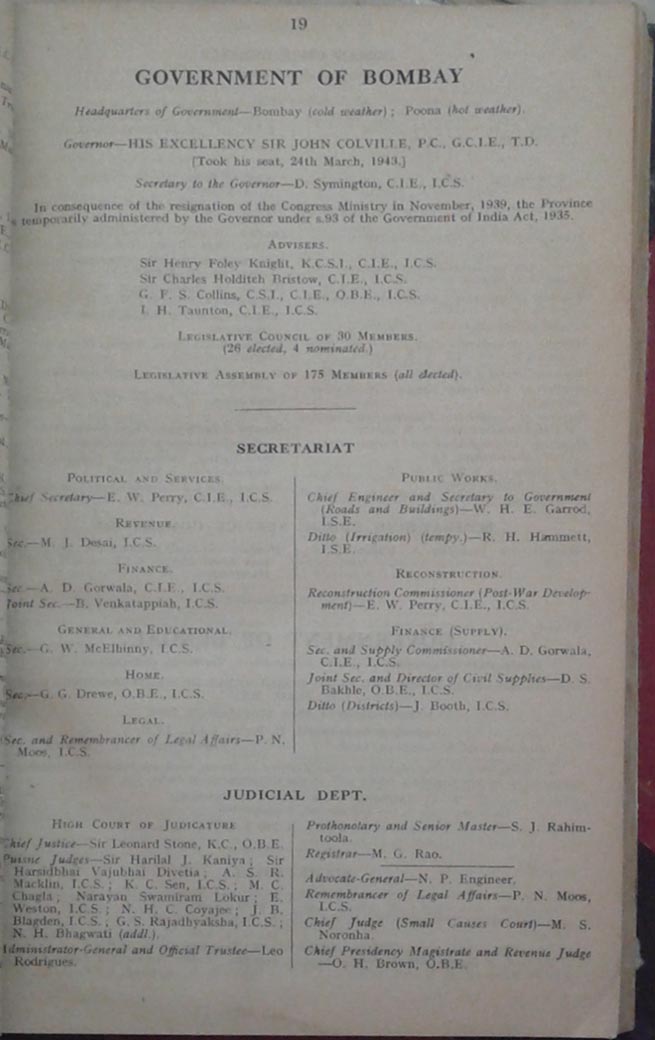 19
GOVERNMENT OF BOMBAY
Headquarters of Government—Bombay (cold weather) ; Poona (hot weather).
Governor—HIS EXCELLENCY SIR JOHN COLVILLE, P.C., G.C.I.E., T.D.
(Took his seat, 24th March, 1943.)
Secretary to the Governor—D. Symington, C.I.E., I.C.S.
In consequence of the resignation of the Congress Ministry in November, 1939, the Province
is temporarily administered by the Governor under s.93 of the Government of India Act, 1935.
ADVISERS.
Sir Henry Foley Knight, K.C.S.I., C.I.E., I.C.S.
Sir Charles Holditch Bristow, C.I.E., I.C.S.
G. F. S. Collins, C.S.I., C.I.E., O.B.E., I.C.S.
I. H. Taunton, C.I.E., I.C.S.
LEGISLATIVE COUNCIL OF 30 MEMBERS.
(26 elected, 4 nominated.)
LEGISLATIVE ASSEMBLY OF 175 MEMBERS (all elected).
SECRETARIAT
POLITICAL AND SERVICES.
Chief Secretary—E. W. Perry, C.I.E., I.C.S.
REVENUE.
Sec.—M. J. Desai, I.C.S.
FINANCE.
Sec.—A. D. Gorwala, C.I.E., I.C.S.
Joint Sec.—B. Venkatappiah, I.C.S.
GENERAL AND EDUCATIONAL.
Sec.—G. W. McElhinny, I.C.S.
HOME.
Sec.—G. G. Drewe, O.B.E., I.C.S.
LEGAL.
Sec. and Remembrancer of Legal Affairs—P. N.
Moos, I.C.S.
PUBLIC WORKS.
Chief Engineer and Secretary to Government
(Roads and Buildings)—W. H. E. Garrod,
I.S.E.
Ditto (Irrigation) (tempy.)—R. H. Hammett,
I.S.E.
RECONSTRUCTION.
Reconstruction Commissioner (Post-War Develop-
ment)—E. W. Perry, C.I.E., I.C.S.
FINANCE (SUPPLY).
Sec. and Supply Commissioner—A. D. Gorwala,
C.I.E., I.C.S.
Joint Sec. and Director of Civil Supplies—D. S.
Bakhle, O.B.E., I.C.S.
Ditto (Districts)—J. Booth, I.C.S.
JUDICIAL DEPT.
HIGH COURT OF JUDICATURE
Chief Justice—Sir Leonard Stone, K.C., O.B.E.
Puisne Judges—Sir Harilal J. Kaniya ; Sir
Harsidbhai Vajubhai Divetia ; A. S. R.
Macklin, I.C.S. ; K. C. Sen, I.C.S. ; M. C.
Chagla ; Narayan Swamiram Lokur ; E.
Weston, I.C.S. ; N. H. C. Coyajee ; J. B.
Blagden, I.C.S. ; G. S. Rajadhyaksha, I.C.S. ;
N. H. Bhagwati (addl.).
Administrator-General and Official Trustee—Leo
Rodrigues.
Prothonotary and Senior Master—S. J. Rahim-
toola.
Registrar—M. G. Rao.
Advocate-General—N. P. Engineer.
Remembrancer of Legal Affairs—P. N. Moos,
I.C.S.
Chief Judge (Small Causes Court)—M. S.
Noronha.
Chief Presidency Magistrate and Revenue Judge
—O. H. Brown, O.B.E.